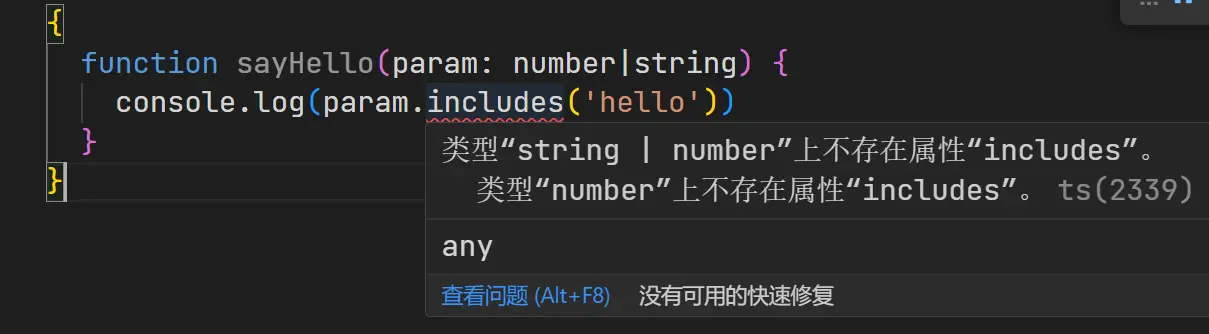 {
function sayHello(param: number|string) {
console.log(param.includes('hello'))
}
}
类型“string | number”上不存在属性“includes”。
类型“number”上不存在属性“includes”。 ts(2339)
any
查看问题 (Alt+F8) 没有可用的快速修复